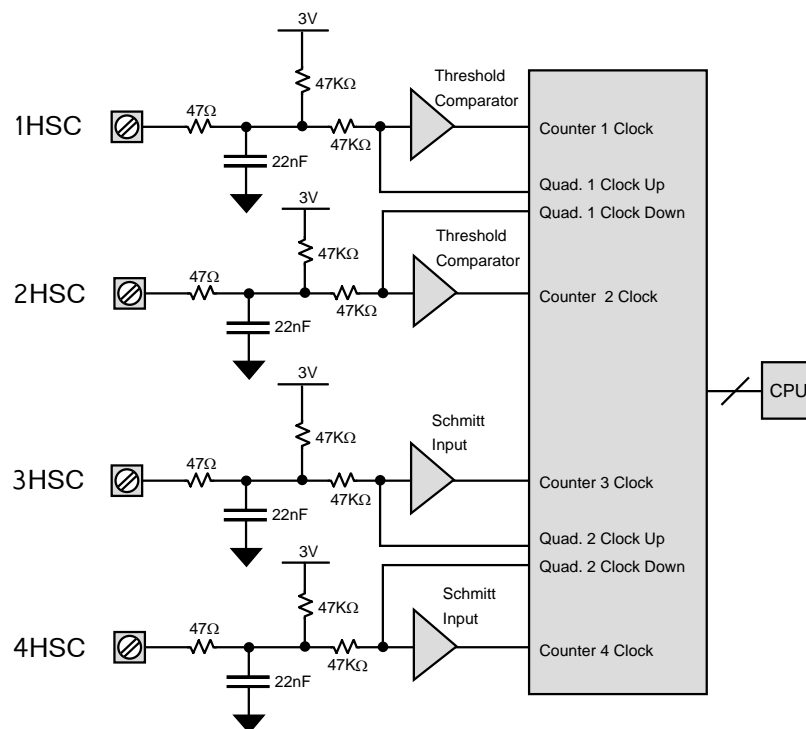 3V
47KΩ
Threshold
Comparator
1HSC
47Ω
47KΩ
22nF
Counter 1 Clock
Quad. 1 Clock Up
3V
Quad. 1 Clock Down
47KΩ
Threshold
Comparator
2HSC
47Ω
47KΩ
22nF
Counter 2 Clock
3V
CPU
47KΩ
Schmitt
Input
3HSC
47Ω
47KΩ
22nF
Counter 3 Clock
Quad. 2 Clock Up
3V
Quad. 2 Clock Down
47KΩ
Schmitt
Input
4HSC
47Ω
47KΩ
22nF
Counter 4 Clock